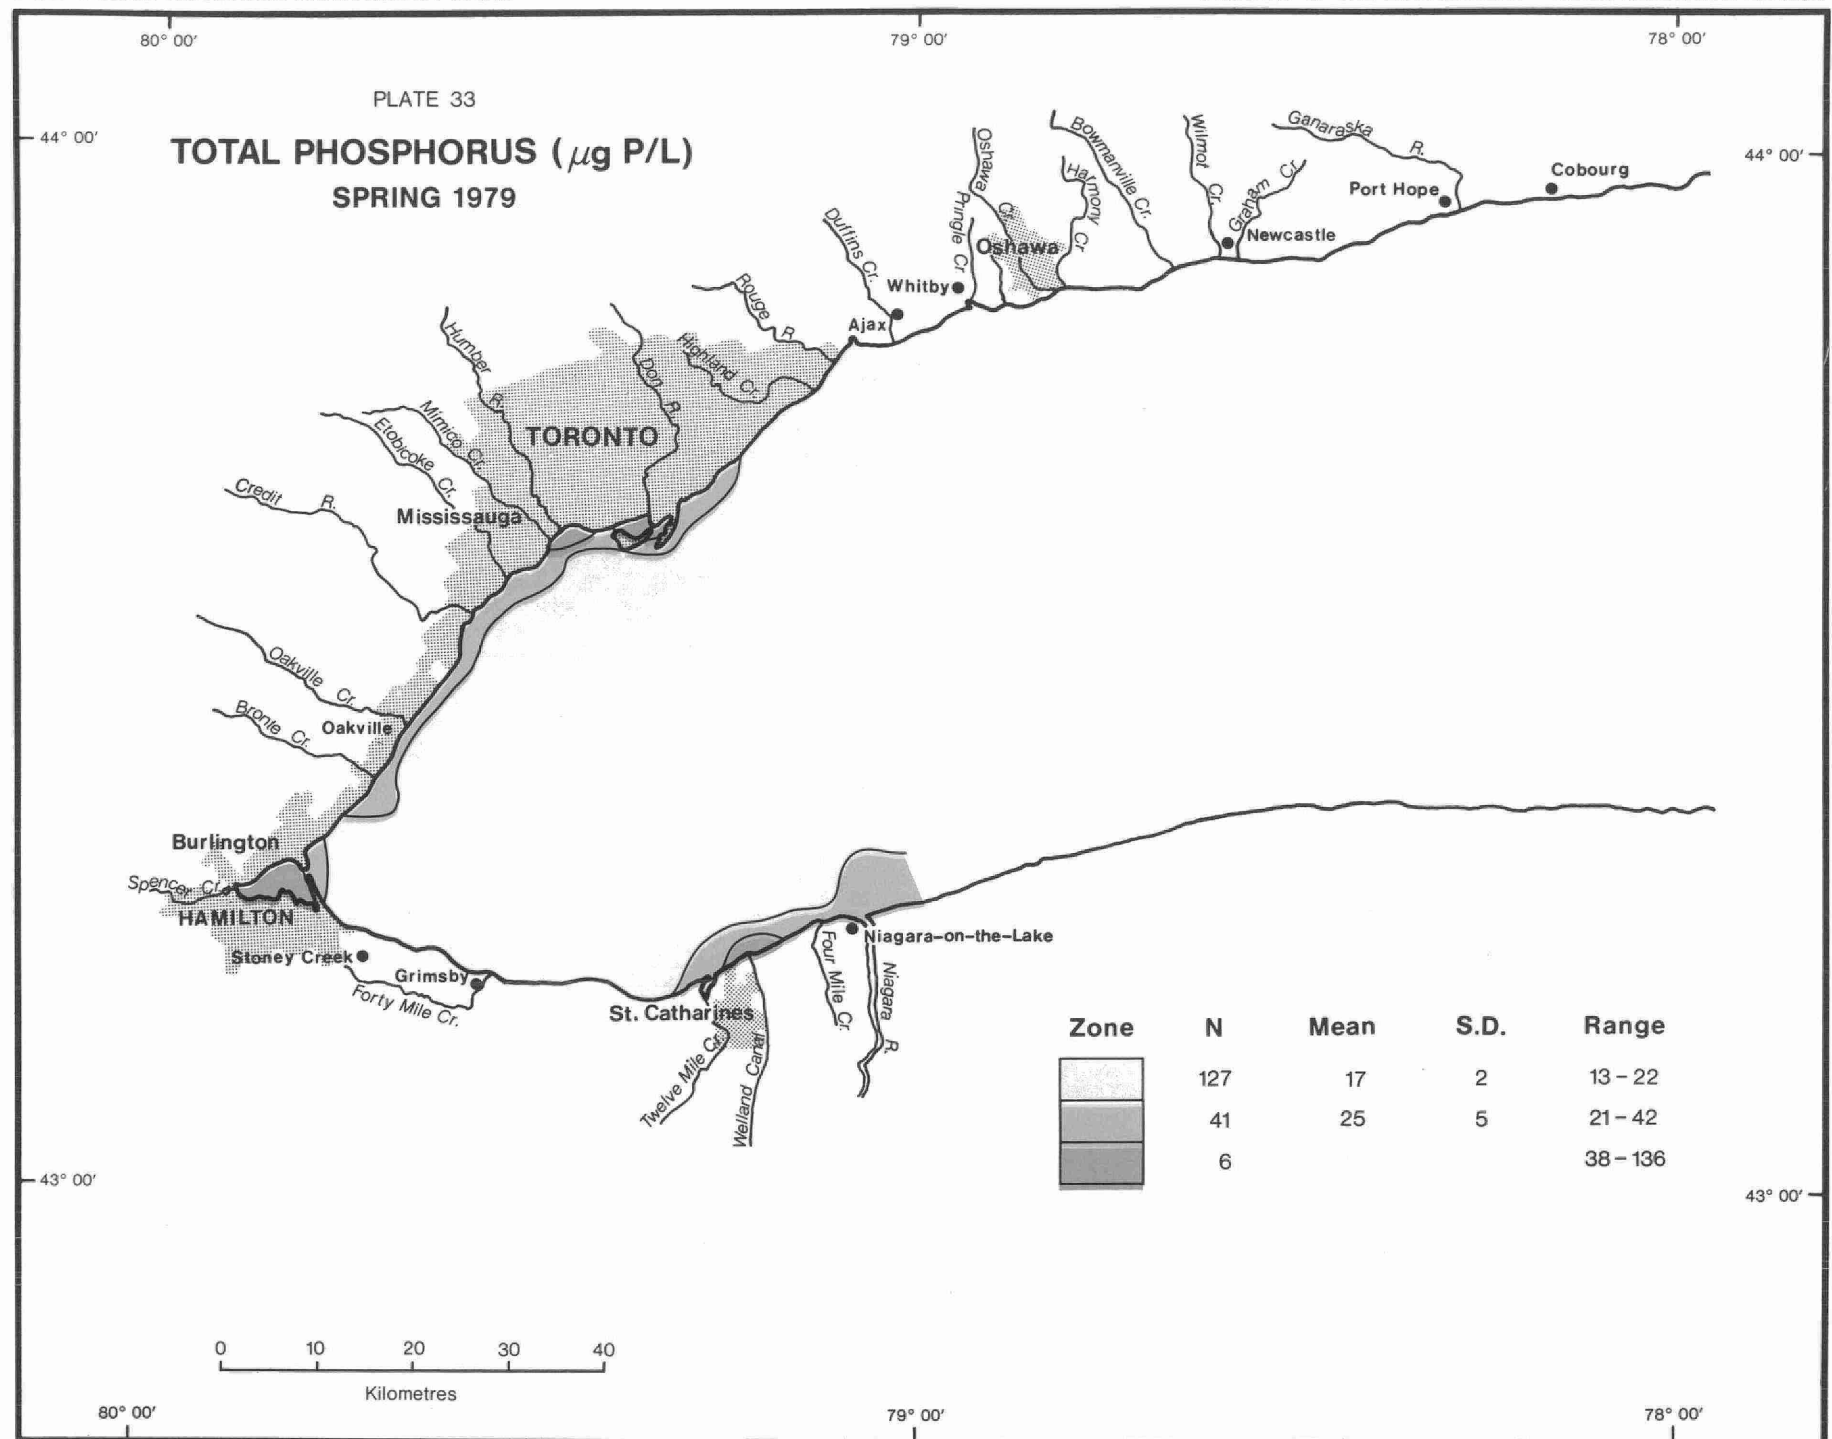 80° 00'
79° 00'
78° 00'
PLATE 33
TOTAL PHOSPHORUS (μg P/L)
SPRING 1979
44° 00'
44° 00'
Ganaraska R.
Bowmanville Cr.
Wilmot Cr.
Oshawa Cr.
Harmony Cr.
Graham Cr.
Cobourg
Port Hope
Newcastle
Pringle Cr.
Oshawa
Duffins Cr.
Whitby
Ajax
Rouge R.
Highland Cr.
Humber R.
Don R.
Mimico Cr.
Etobicoke Cr.
TORONTO
Credit R.
Mississauga
Oakville Cr.
Bronte Cr.
Oakville
Burlington
Spencer Cr.
HAMILTON
Stoney Creek
Grimsby
Forty Mile Cr.
St. Catharines
Twelve Mile Cr.
Welland Canal
Four Mile Cr.
Niagara-on-the-Lake
Niagara R.
Zone N Mean S.D. Range
127 17 2 13-22
41 25 5 21-42
6 38-136
43° 00'
43° 00'
0 10 20 30 40
Kilometres
80° 00'
79° 00'
78° 00'